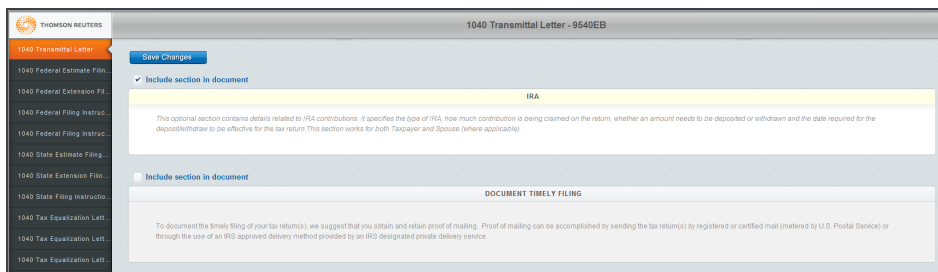 THOMSON REUTERS
1040 Transmittal Letter - 9540EB
1040 Transmittal Letter
1040 Federal Estimate Filin...
1040 Federal Extension Fil...
1040 Federal Filing Instruc...
1040 Federal Filing Instruc...
1040 State Estimate Filing...
1040 State Extension Filin...
1040 State Filing Instructio...
1040 Tax Equalization Lett...
1040 Tax Equalization Lett...
1040 Tax Equalization Lett...
Save Changes
Include section in document
IRA
This optional section contains details related to IRA contributions. It specifies the type of IRA, how much contribution is being claimed on the return, whether an amount needs to be deposited or withdrawn and the date required for the
deposit/withdraw to be effective for the tax return This section works for both Taxpayer and Spouse (where applicable).
Include section in document
DOCUMENT TIMELY FILING
To document the timely filing of your tax return(s), we suggest that you obtain and retain proof of mailing. Proof of mailing can be accomplished by sending the tax return(s) by registered or certified mail (metered by U.S. Postal Service) or
through the use of an IRS approved delivery method provided by an IRS designated private delivery service.